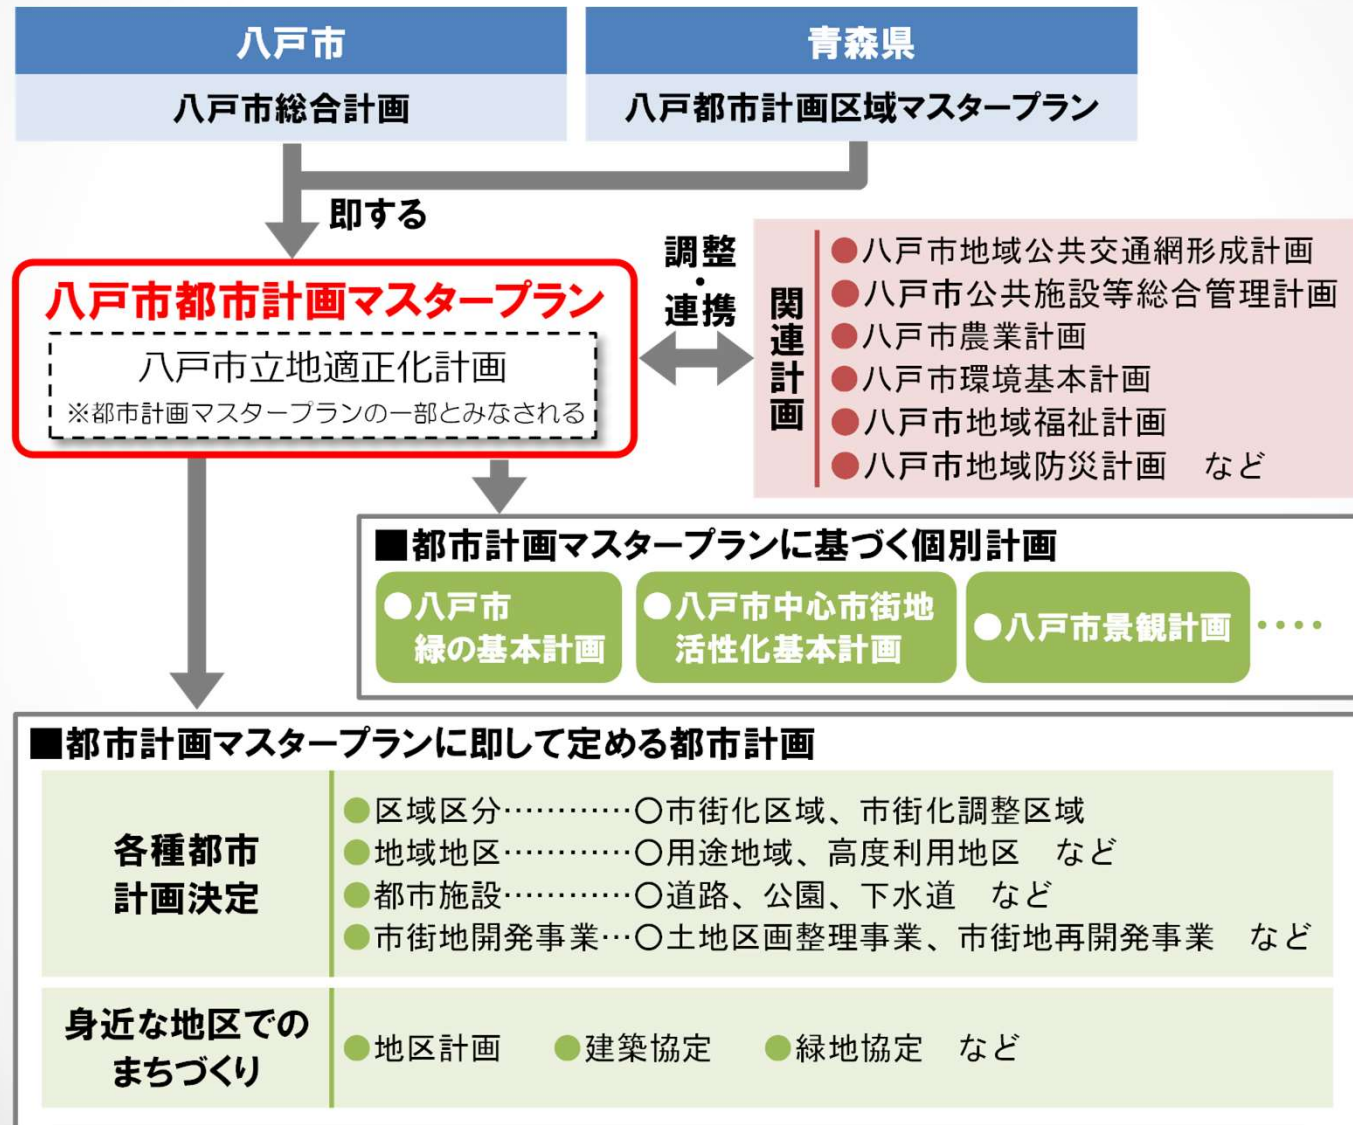 八戸市
八戸市総合計画
青森県
八戸都市計画区域マスタープラン
即する
八戸市都市計画マスタープラン
八戸市立地適正化計画
※都市計画マスタープランの一部とみなされる
調整
・
連携
関連計画
●八戸市地域公共交通網形成計画
●八戸市公共施設等総合管理計画
●八戸市農業計画
●八戸市環境基本計画
●八戸市地域福祉計画
●八戸市地域防災計画　など
■都市計画マスタープランに基づく個別計画
●八戸市
緑の基本計画
●八戸市中心市街地
活性化基本計画
●八戸市景観計画
‥‥
■都市計画マスタープランに即して定める都市計画
各種都市
計画決定
●区域区分…………〇市街化区域、市街化調整区域
●地域地区…………〇用途地域、高度利用地区　など
●都市施設…………〇道路、公園、下水道　など
●市街地開発事業…〇土地区画整理事業、市街地再開発事業　など
身近な地区での
まちづくり
●地区計画　●建築協定　●緑地協定　など